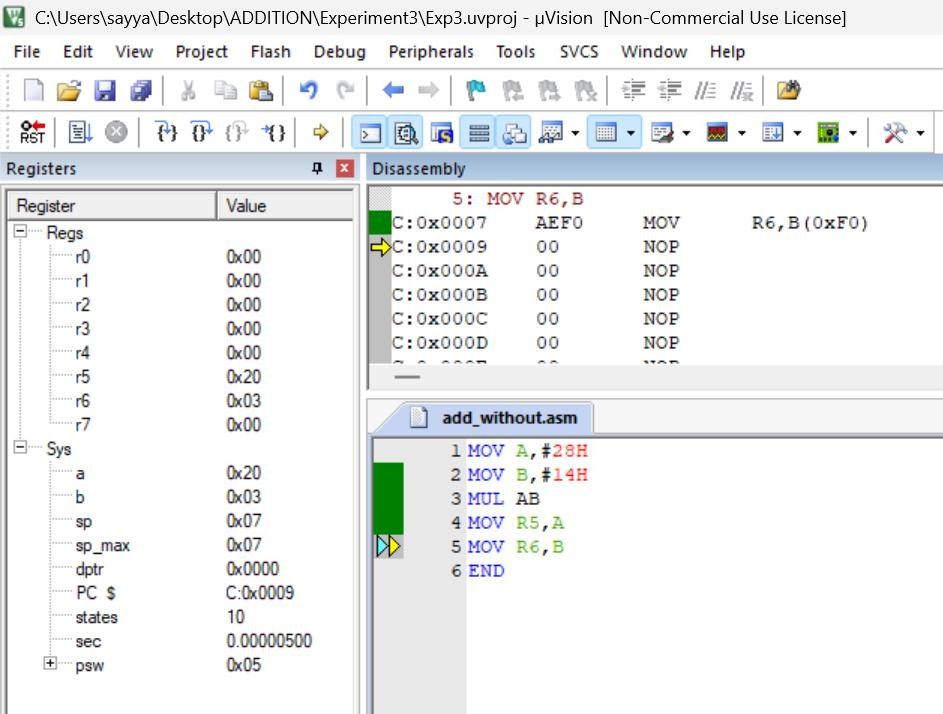 C:\Users\sayya\Desktop\ADDITION\Experiment3\Exp3.uvproj - µVision [Non-Commercial Use License]
File Edit View Project Flash Debug Peripherals Tools SVCS Window Help
RST
Registers
Register Value
Regs
r0 0x00
r1 0x00
r2 0x00
r3 0x00
r4 0x00
r5 0x20
r6 0x03
r7 0x00
Sys
a 0x20
b 0x03
sp 0x07
sp_max 0x07
dptr 0x0000
PC $ C:0x0009
states 10
sec 0.00000500
psw 0x05
Disassembly
5: MOV R6,B
C:0x0007 AEF0 MOV R6,B(0xF0)
C:0x0009 00 NOP
C:0x000A 00 NOP
C:0x000B 00 NOP
C:0x000C 00 NOP
C:0x000D 00 NOP
add_without.asm
1 MOV A,#28H
2 MOV B,#14H
3 MUL AB
4 MOV R5,A
5 MOV R6,B
6 END